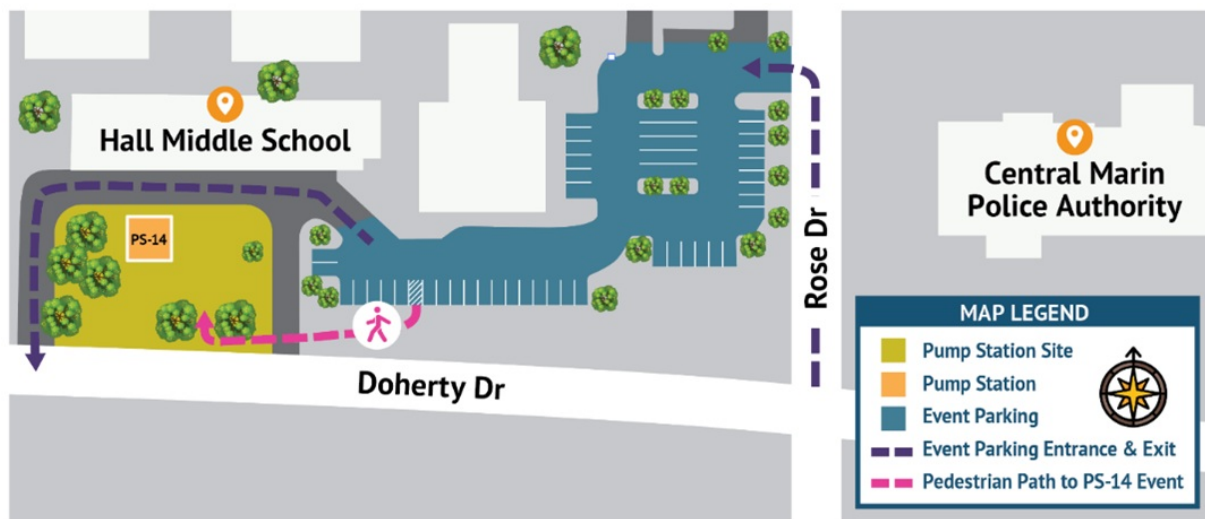 Hall Middle School
PS-14
Doherty Dr
Rose Dr
Central Marin
Police Authority
MAP LEGEND
Pump Station Site
Pump Station
Event Parking
Event Parking Entrance & Exit
Pedestrian Path to PS-14 Event